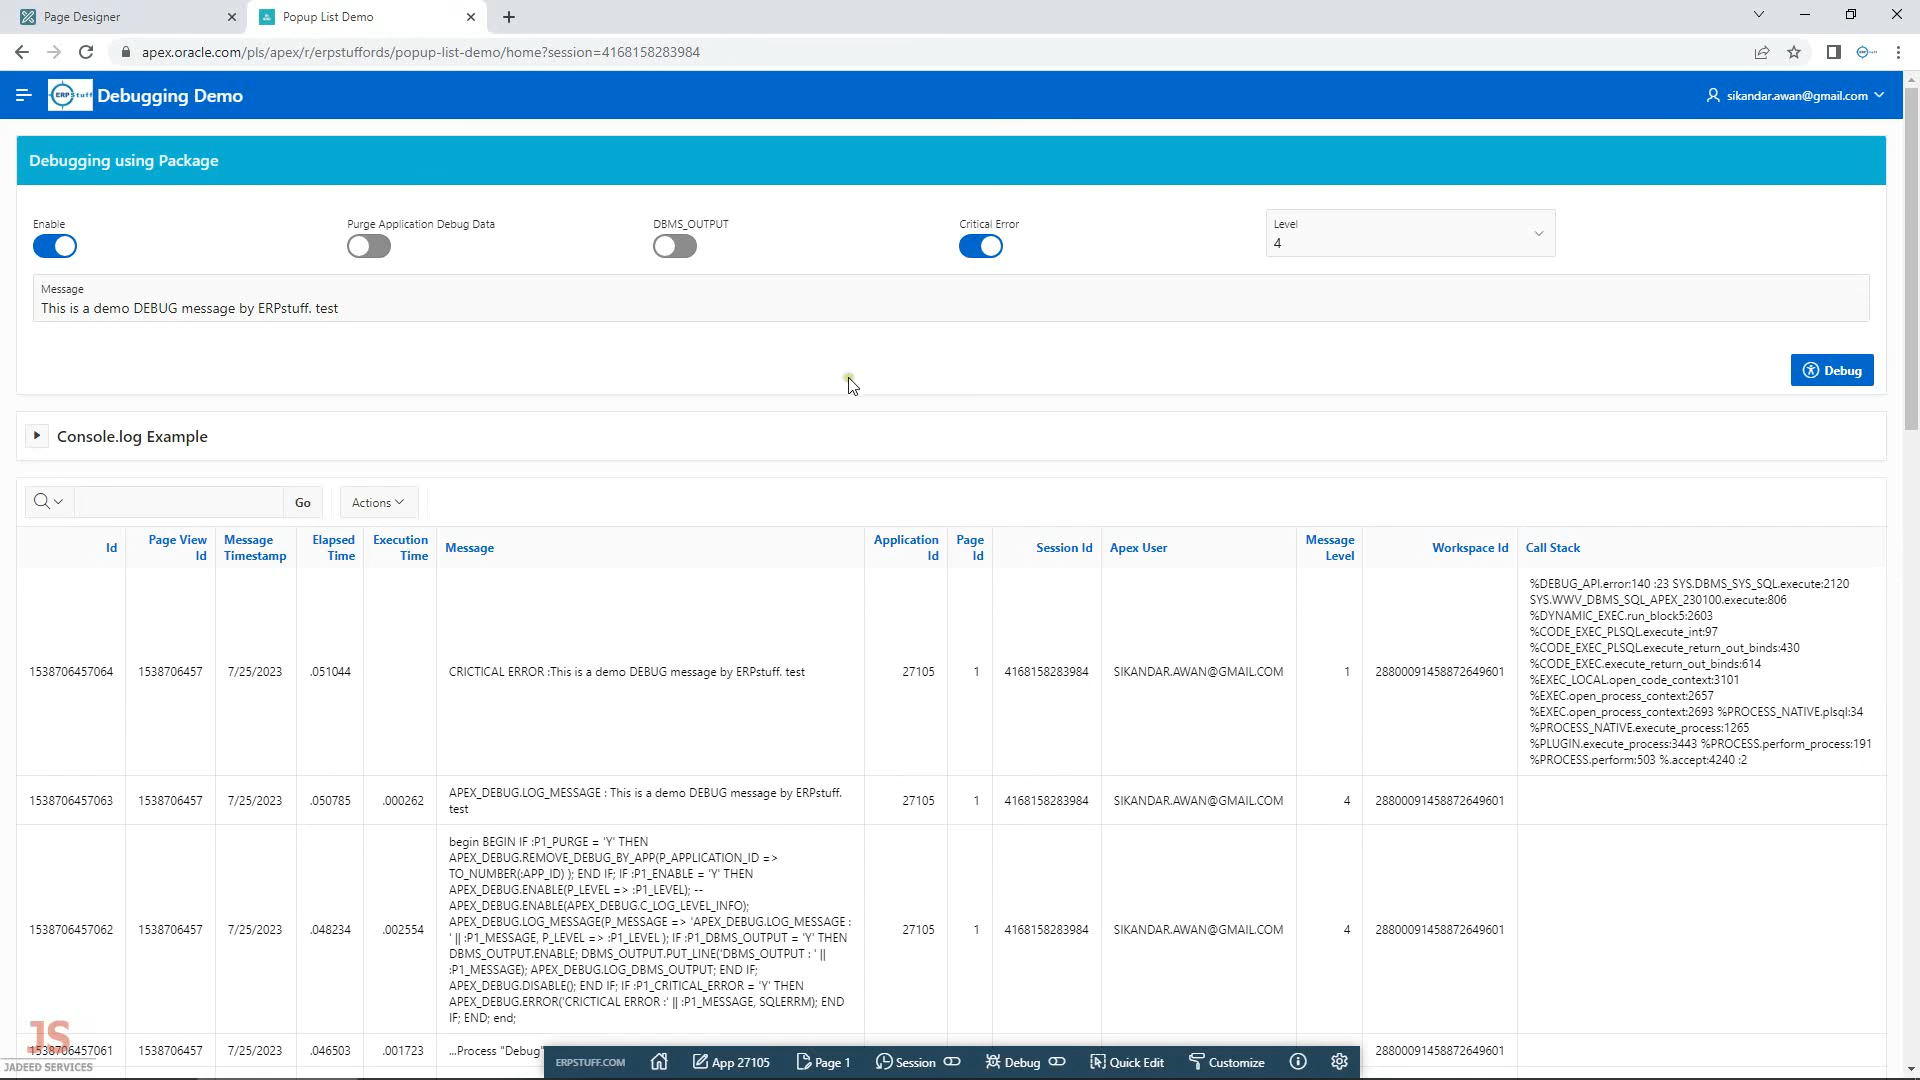 Page Designer
Popup List Demo
apex.oracle.com/pls/apex/r/erpstuffords/popup-list-demo/home?session=4168158283984
ERPstuff
Debugging Demo
sikandar.awan@gmail.com
Debugging using Package
Enable
Purge Application Debug Data
DBMS_OUTPUT
Critical Error
Level
4
Message
This is a demo DEBUG message by ERPstuff. test
Debug
Console.log Example
Go
Actions
Id
Page View
Id
Message
Timestamp
Elapsed
Time
Execution
Time
Message
Application
Id
Page
Id
Session Id
Apex User
Message
Level
Workspace Id
Call Stack
1538706457064
1538706457
7/25/2023
.051044
CRICTICAL ERROR :This is a demo DEBUG message by ERPstuff. test
27105
1
4168158283984
SIKANDAR.AWAN@GMAIL.COM
1
28800091458872649601
%DEBUG_API.error:140 :23 SYS.DBMS_SYS_SQL.execute:2120
SYS.WWV_DBMS_SQL_APEX_230100.execute:806
%DYNAMIC_EXEC.run_block5:2603
%CODE_EXEC_PLSQL.execute_int:97
%CODE_EXEC_PLSQL.execute_return_out_binds:430
%CODE_EXEC.execute_return_out_binds:614
%EXEC_LOCAL.open_code_context:3101
%EXEC.open_process_context:2657
%EXEC.open_process_context:2693 %PROCESS_NATIVE.plsql:34
%PROCESS_NATIVE.execute_process:1265
%PLUGIN.execute_process:3443 %PROCESS.perform_process:191
%PROCESS.perform:503 %.accept:4240 :2
1538706457063
1538706457
7/25/2023
.050785
.000262
APEX_DEBUG.LOG_MESSAGE : This is a demo DEBUG message by ERPstuff.
test
27105
1
4168158283984
SIKANDAR.AWAN@GMAIL.COM
4
28800091458872649601
1538706457062
1538706457
7/25/2023
.048234
.002554
begin BEGIN IF :P1_PURGE = 'Y' THEN
APEX_DEBUG.REMOVE_DEBUG_BY_APP(P_APPLICATION_ID =>
TO_NUMBER(:APP_ID) ); END IF; IF :P1_ENABLE = 'Y' THEN
APEX_DEBUG.ENABLE(P_LEVEL => :P1_LEVEL); --
APEX_DEBUG.ENABLE(APEX_DEBUG.C_LOG_LEVEL_INFO);
APEX_DEBUG.LOG_MESSAGE(P_MESSAGE => 'APEX_DEBUG.LOG_MESSAGE :
' || :P1_MESSAGE, P_LEVEL => :P1_LEVEL ); IF :P1_DBMS_OUTPUT = 'Y' THEN
DBMS_OUTPUT.ENABLE; DBMS_OUTPUT.PUT_LINE('DBMS_OUTPUT : ' ||
:P1_MESSAGE); APEX_DEBUG.LOG_DBMS_OUTPUT; END IF;
APEX_DEBUG.DISABLE(); END IF; IF :P1_CRITICAL_ERROR = 'Y' THEN
APEX_DEBUG.ERROR('CRICTICAL ERROR :' || :P1_MESSAGE, SQLERRM); END
IF; END; end;
27105
1
4168158283984
SIKANDAR.AWAN@GMAIL.COM
4
28800091458872649601
1538706457061
1538706457
7/25/2023
.046503
.001723
...Process "Debug"
28800091458872649601
JS
JADEED SERVICES
ERPSTUFF.COM
App 27105
Page 1
Session
Debug
Quick Edit
Customize